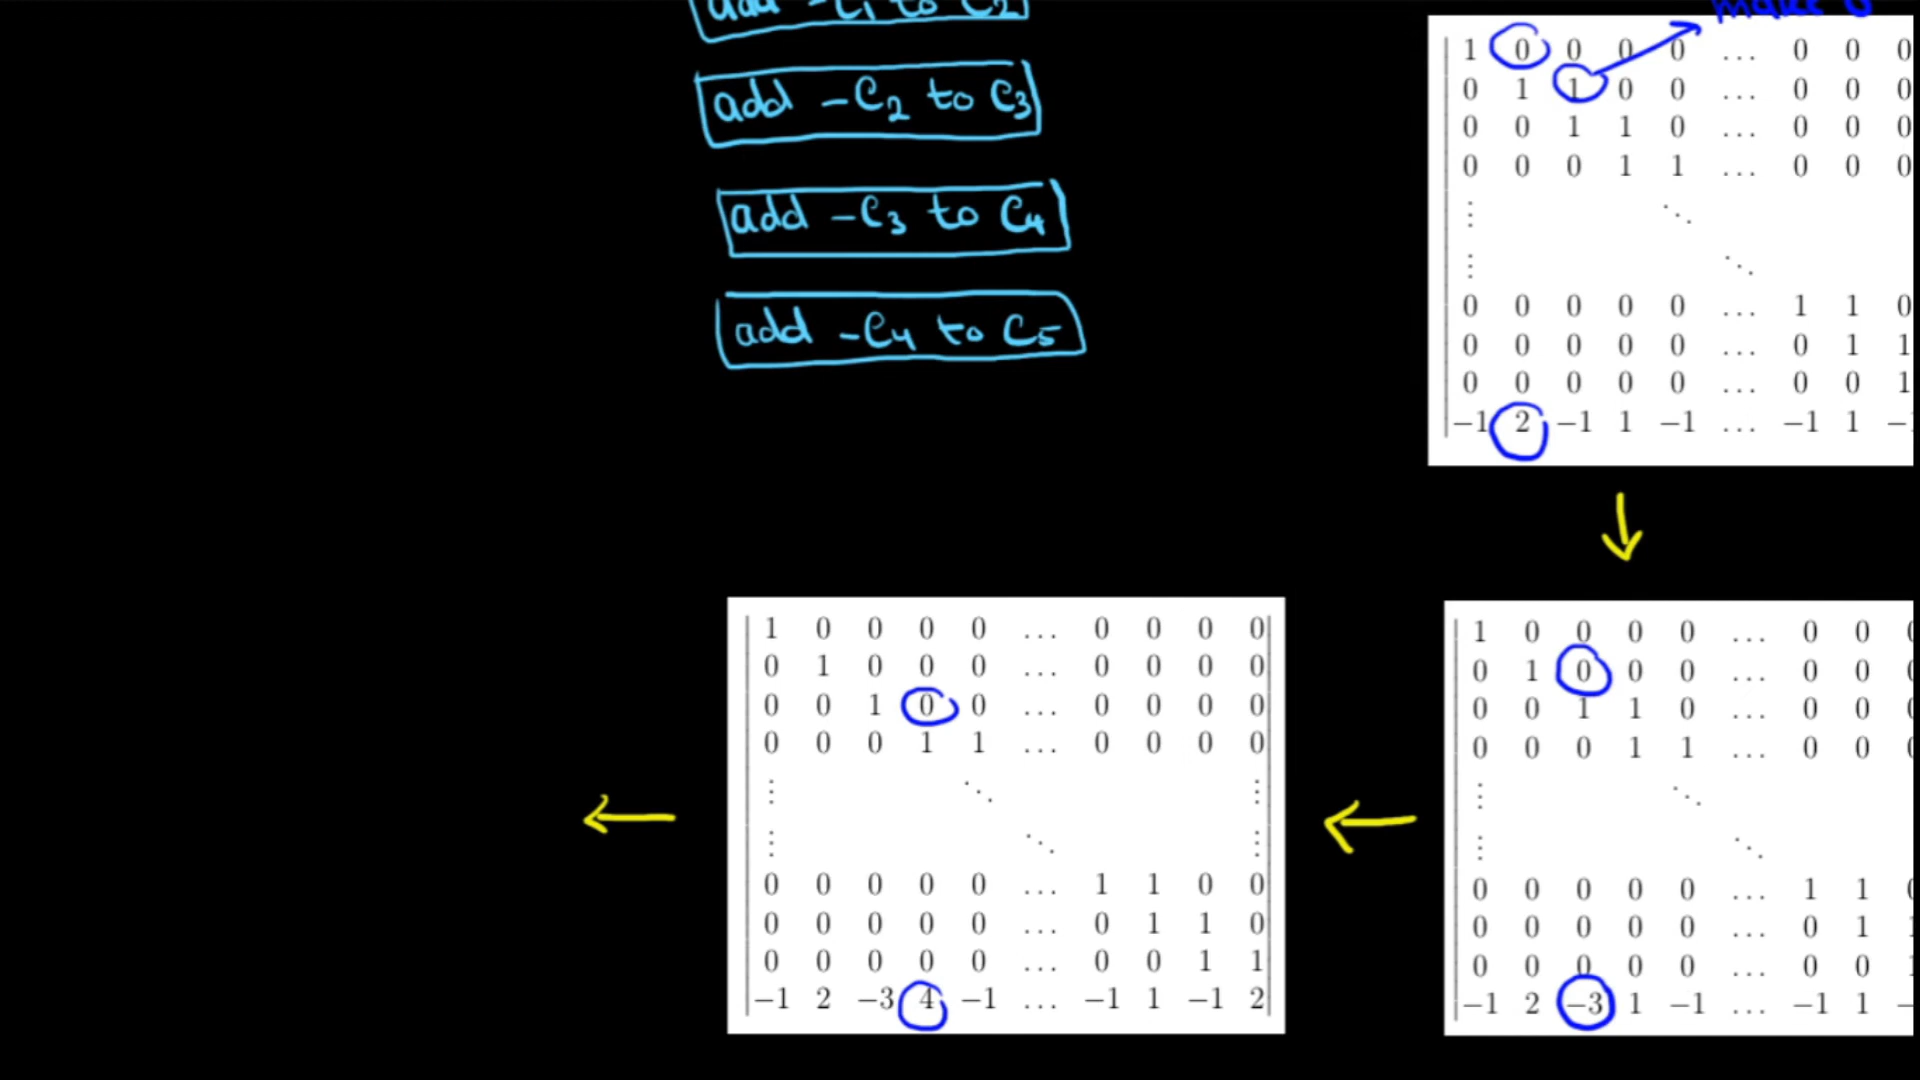 add -C1 to C2
make 0
add -C2 to C3
add -C3 to C4
add -C4 to C5
1 0 0 0 0 ... 0 0 0
0 1 1 0 0 ... 0 0 0
0 0 1 1 0 ... 0 0 0
0 0 0 1 1 ... 0 0 0
⋮ ⋱
⋮ ⋱
0 0 0 0 0 ... 1 1 0
0 0 0 0 0 ... 0 1 1
0 0 0 0 0 ... 0 0 1
−1 2 −1 1 −1 ... −1 1 −
1 0 0 0 0 ... 0 0 0 0
0 1 0 0 0 ... 0 0 0 0
0 0 1 0 0 ... 0 0 0 0
0 0 0 1 1 ... 0 0 0 0
⋮ ⋱ ⋮
⋮ ⋱ ⋮
0 0 0 0 0 ... 1 1 0 0
0 0 0 0 0 ... 0 1 1 0
0 0 0 0 0 ... 0 0 1 1
−1 2 −3 4 −1 ... −1 1 −1 2
1 0 0 0 0 ... 0 0
0 1 0 0 0 ... 0 0
0 0 1 1 0 ... 0 0
0 0 0 1 1 ... 0 0
⋮ ⋱
⋮ ⋱
0 0 0 0 0 ... 1 1
0 0 0 0 0 ... 0 1
0 0 0 0 0 ... 0 0
−1 2 −3 1 −1 ... −1 1 −